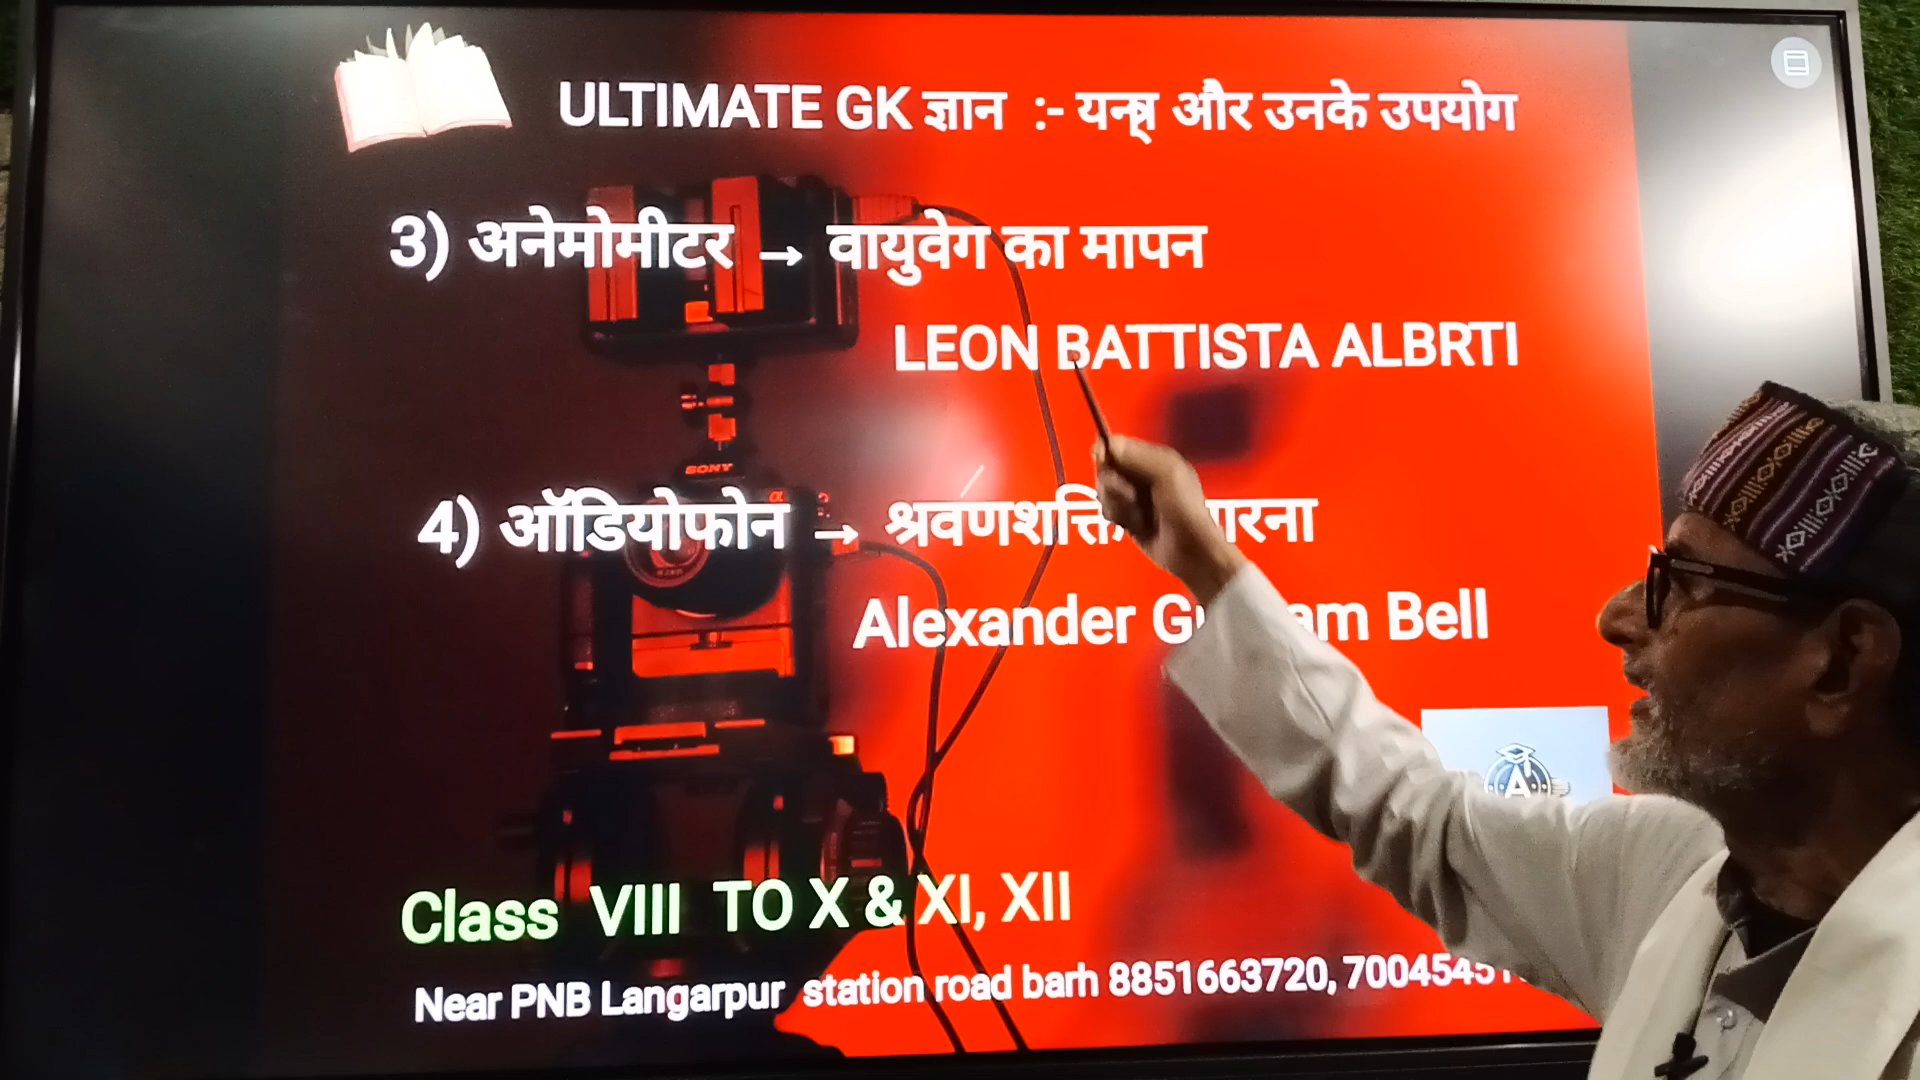 ULTIMATE GK ज्ञान :- यन्त्र और उनके उपयोग
3) अनेमोमीटर → वायुवेग का मापन
LEON BATTISTA ALBRTI
SONY
4) ऑडियोफोन → श्रवणशक्ति
Alexander Bell
A
Class VIII TO X & XI, XII
Near PNB Langarpur station road barh 8851663720,